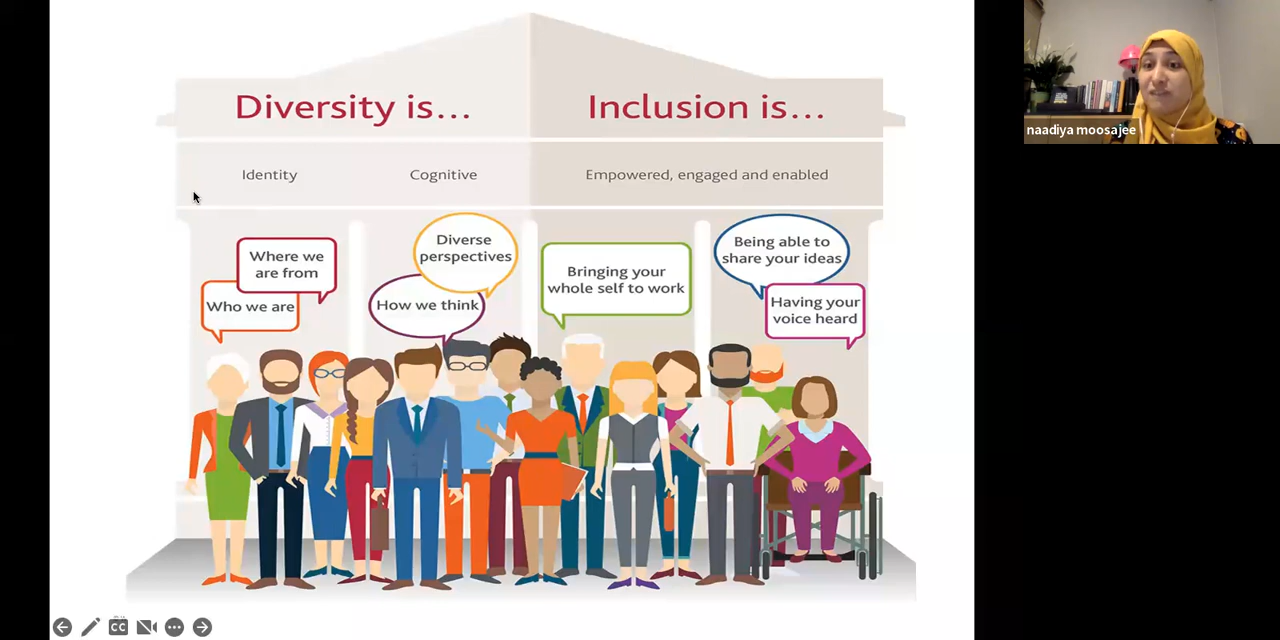 Diversity is...
Inclusion is...
Identity
Cognitive
Empowered, engaged and enabled
Where we
are from
Who we are
Diverse
perspectives
How we think
Bringing your
whole self to work
Being able to
share your ideas
Having your
voice heard
naadiya moosajee
CC